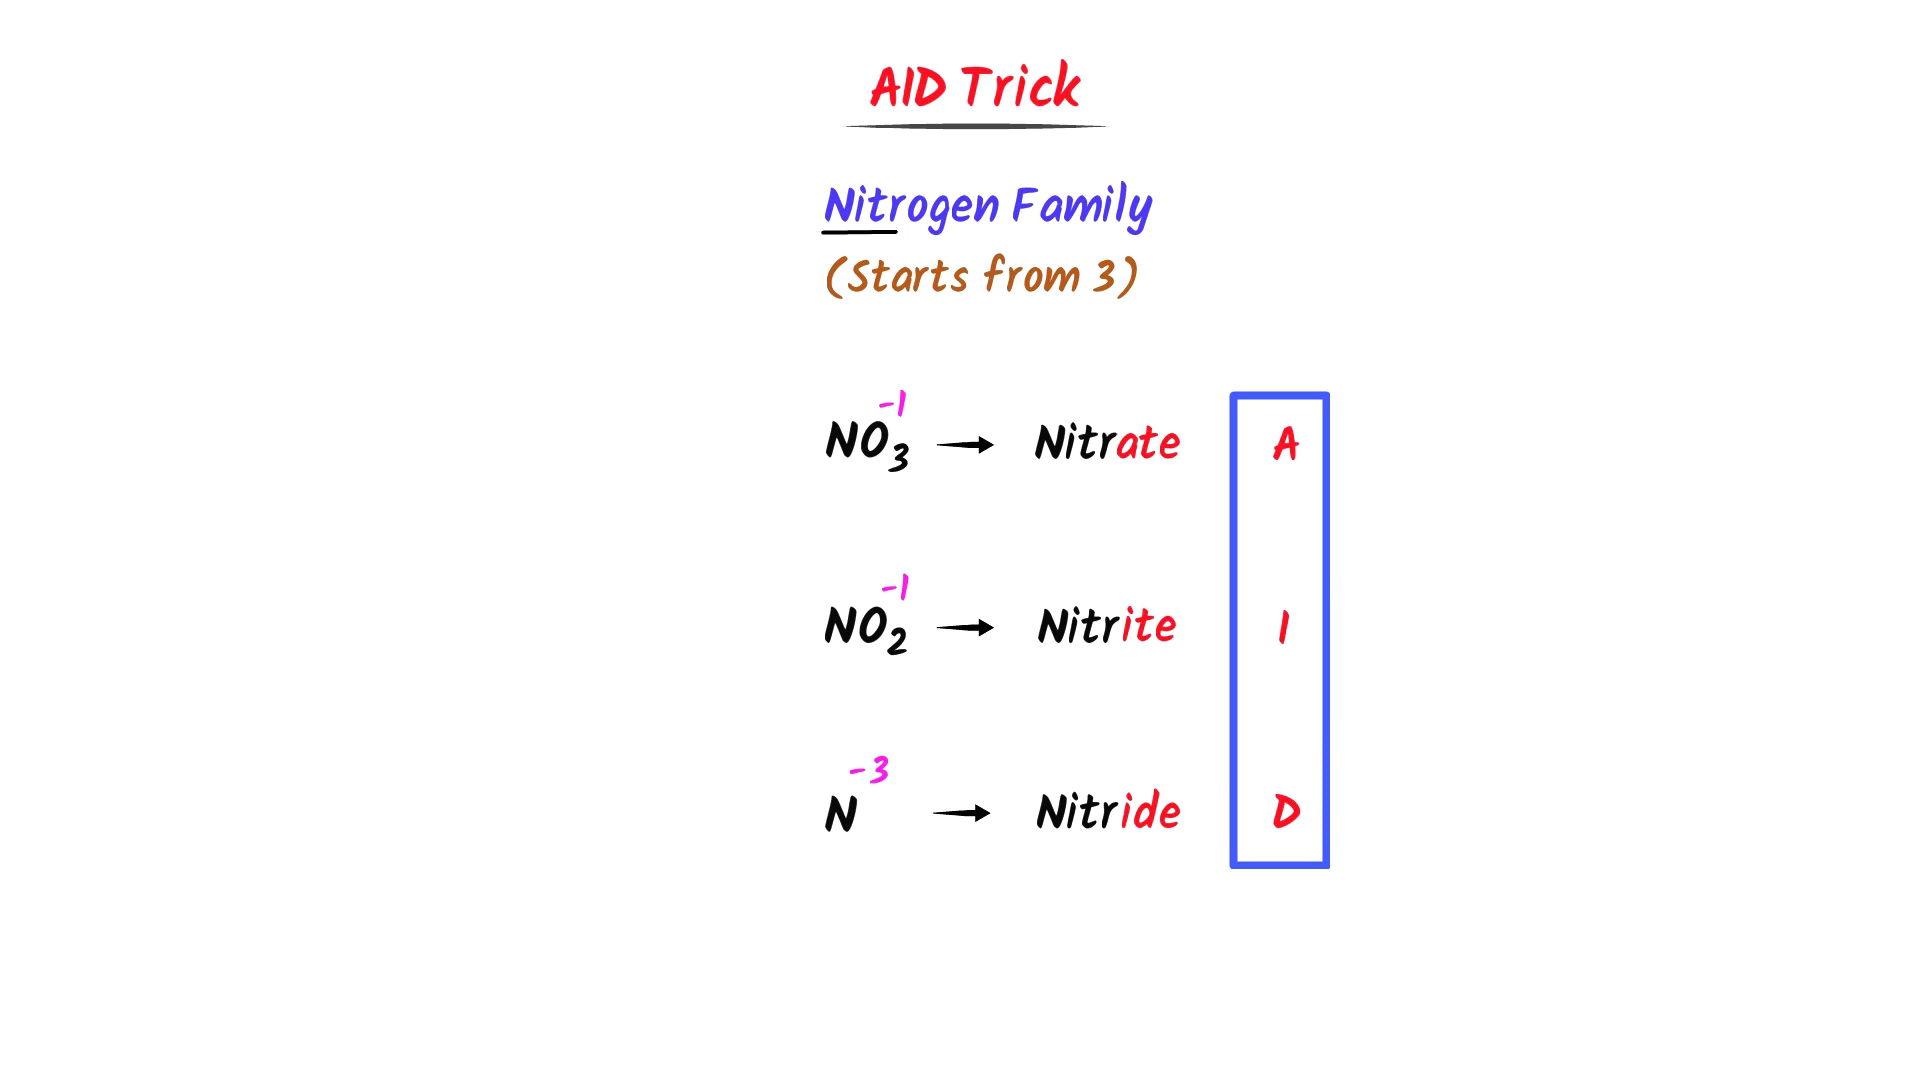 AID Trick
Nitrogen Family
(Starts from 3)
NO₃⁻¹ → Nitrate A
NO₂⁻¹ → Nitrite I
N⁻³ → Nitride D